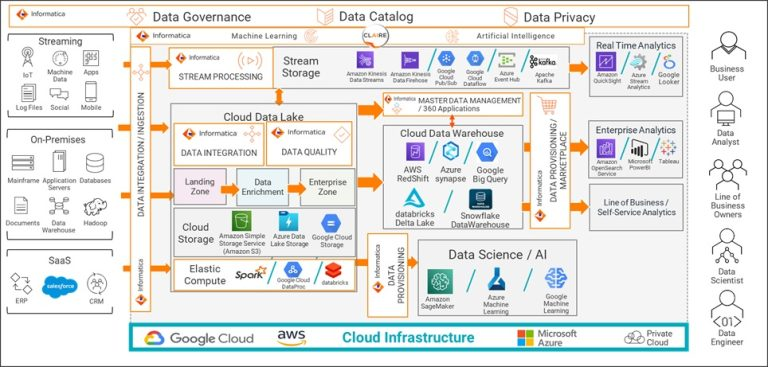 Informatica Data Governance Data Catalog Data Privacy
Informatica Machine Learning CLAIRE Artificial Intelligence
Streaming
IoT
Machine
Data
Apps
Log Files
Social
Mobile
On-Premises
Mainframe
Application
Servers
Databases
Documents
Data
Warehouse
Hadoop
SaaS
ERP
salesforce
CRM
DATA INTEGRATION / INGESTION
Informatica
Informatica
STREAM PROCESSING
Stream
Storage
Amazon Kinesis
Data Streams
Amazon Kinesis
Data Firehose
Google
Cloud
Pub/Sub
Google
Cloud
Dataflow
Azure
Event Hub
kafka
Apache
Kafka
Real Time Analytics
Amazon
QuickSight
Azure
Stream
Analytics
Google
Looker
Cloud Data Lake
Informatica
DATA INTEGRATION
Informatica
DATA QUALITY
Landing
Zone
Data
Enrichment
Enterprise
Zone
Cloud
Storage
Amazon Simple
Storage Service
(Amazon S3)
Azure Data
Lake Storage
Google Cloud
Storage
Elastic
Compute
Spark
Google Cloud
DataProc
databricks
Informatica
MASTER DATA MANAGEMENT
/ 360 Applications
Cloud Data Warehouse
AWS
RedShift
Azure
synapse
Google
Big Query
databricks
Delta Lake
DATA WAREHOUSE
Snowflake
DataWarehouse
Informatica
DATA PROVISIONING/
MARKETPLACE
Enterprise Analytics
Amazon
OpenSearch
Service
Microsoft
PowerBI
Tableau
Line of Business /
Self-Service Analytics
Informatica
DATA
PROVISIONING
Data Science / AI
Amazon
SageMaker
Azure
Machine
Learning
Google
Machine
Learning
Business
User
Data
Analyst
Line of
Business
Owners
Data
Scientist
Data
Engineer
Google Cloud
aws
Cloud Infrastructure
Microsoft
Azure
Private
Cloud